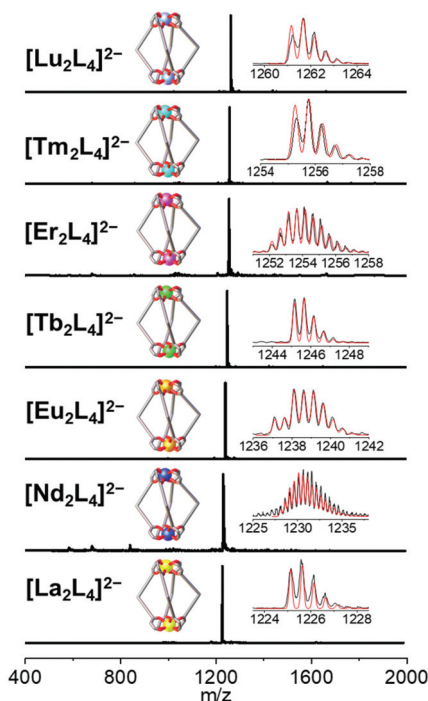 [Lu₂L₄]²⁻
1260 1262 1264
[Tm₂L₄]²⁻
1254 1256 1258
[Er₂L₄]²⁻
1252 1254 1256 1258
[Tb₂L₄]²⁻
1244 1246 1248
[Eu₂L₄]²⁻
1236 1238 1240 1242
[Nd₂L₄]²⁻
1225 1230 1235
[La₂L₄]²⁻
1224 1226 1228
400 800 1200 1600 2000
m/z